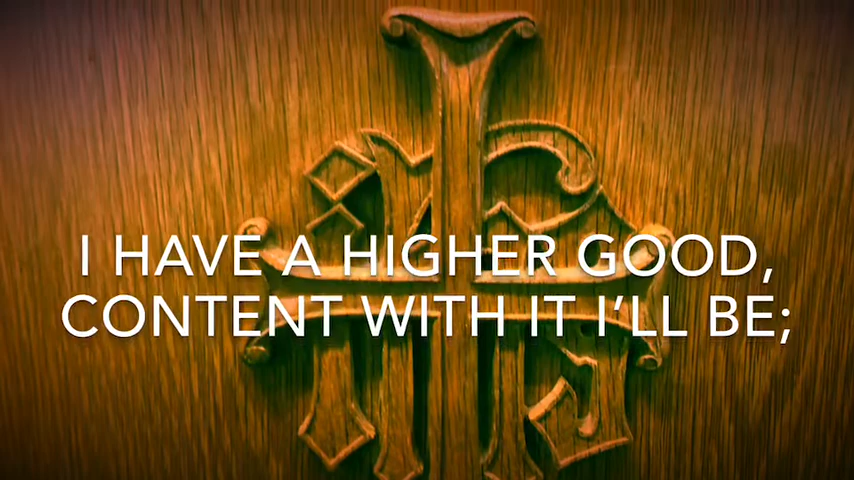 I HAVE A HIGHER GOOD,
CONTENT WITH IT I’LL BE;